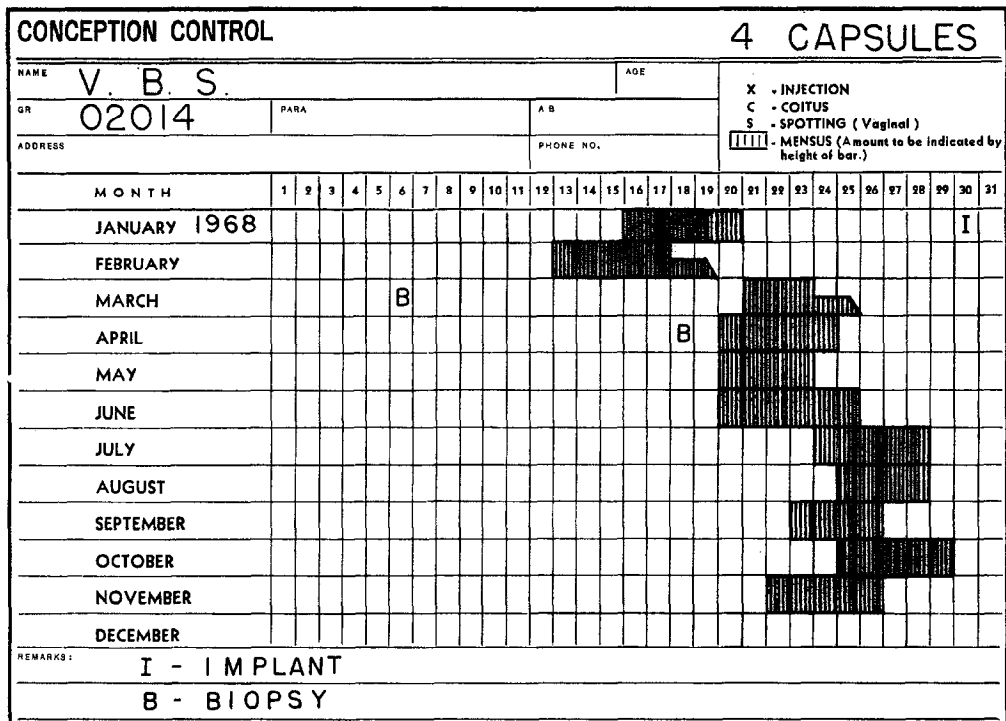 CONCEPTION CONTROL 4 CAPSULES
NAME V. B. S. AGE
X - INJECTION
C - COITUS
GR 02014 PARA AB
S - SPOTTING (Vaginal)
- MENSUS (Amount to be indicated by
height of bar.)
ADDRESS PHONE NO.
MONTH 1 2 3 4 5 6 7 8 9 10 11 12 13 14 15 16 17 18 19 20 21 22 23 24 25 26 27 28 29 30 31
JANUARY 1968 I
FEBRUARY
MARCH B
APRIL B
MAY
JUNE
JULY
AUGUST
SEPTEMBER
OCTOBER
NOVEMBER
DECEMBER
REMARKS: I - IMPLANT
B - BIOPSY